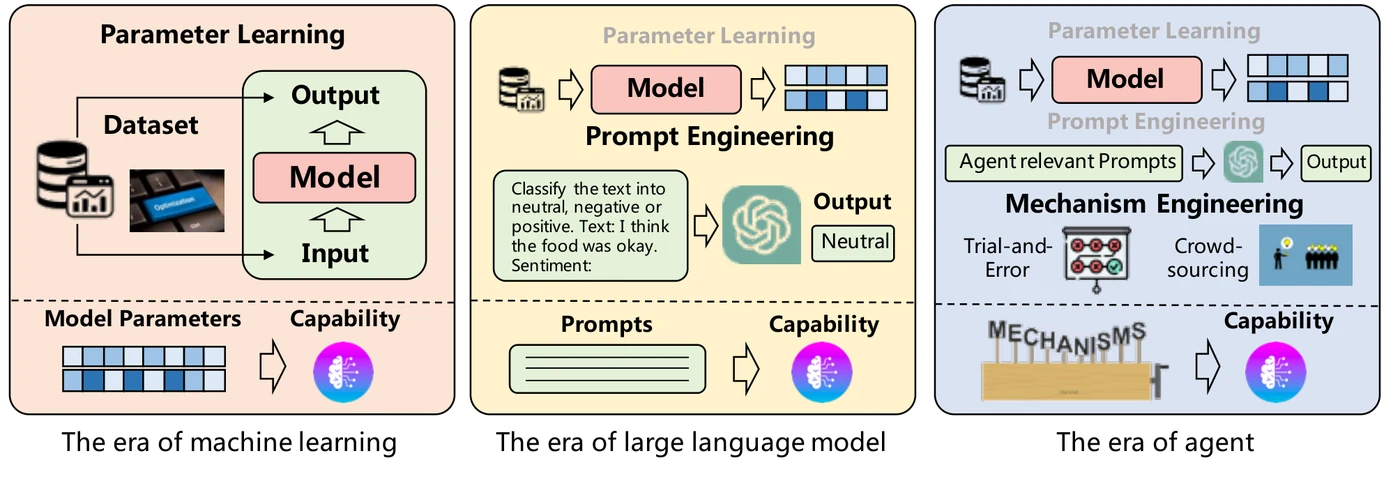 Parameter Learning
Output
Dataset
Model
Optimization
Input
Model Parameters
Capability
The era of machine learning
Parameter Learning
Model
Prompt Engineering
Classify the text into
neutral, negative or
positive. Text: I think
the food was okay.
Sentiment:
Output
Neutral
Prompts
Capability
The era of large language model
Parameter Learning
Model
Prompt Engineering
Agent relevant Prompts
Output
Mechanism Engineering
Trial-and-
Error
Crowd-
sourcing
MECHANISMS
Capability
The era of agent